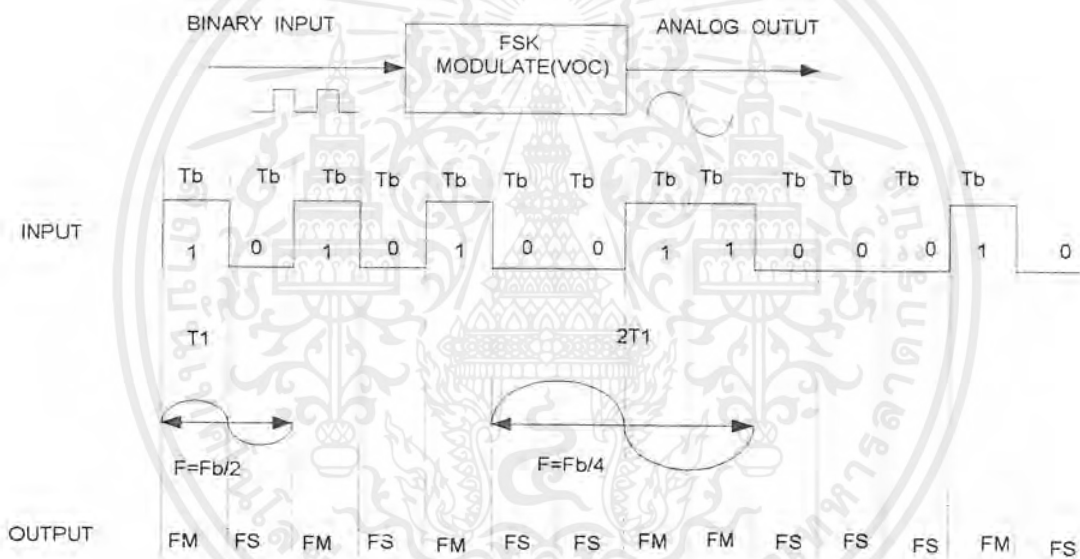 BINARY INPUT
FSK
MODULATE(VOC)
ANALOG OUTUT
Tb Tb Tb Tb Tb Tb Tb Tb Tb Tb Tb Tb Tb
INPUT 1 0 1 0 1 0 0 1 1 0 0 0 1 0
T1 2T1
F=Fb/2 F=Fb/4
OUTPUT FM FS FM FS FM FS FS FM FM FS FS FS FM FS